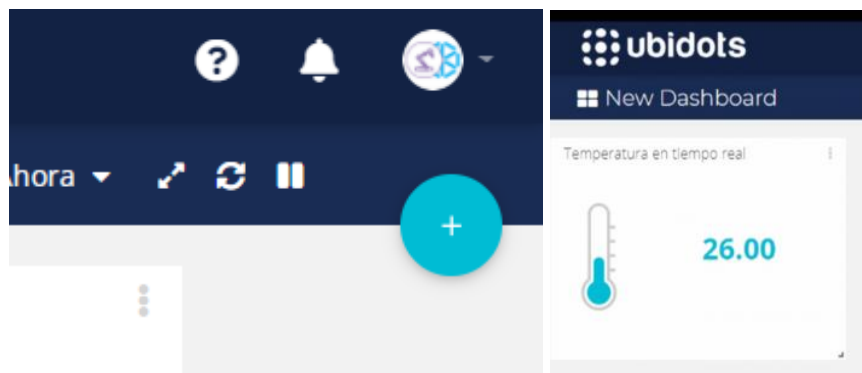 Ahora
+
ubidots
New Dashboard
Temperatura en tiempo real
26.00